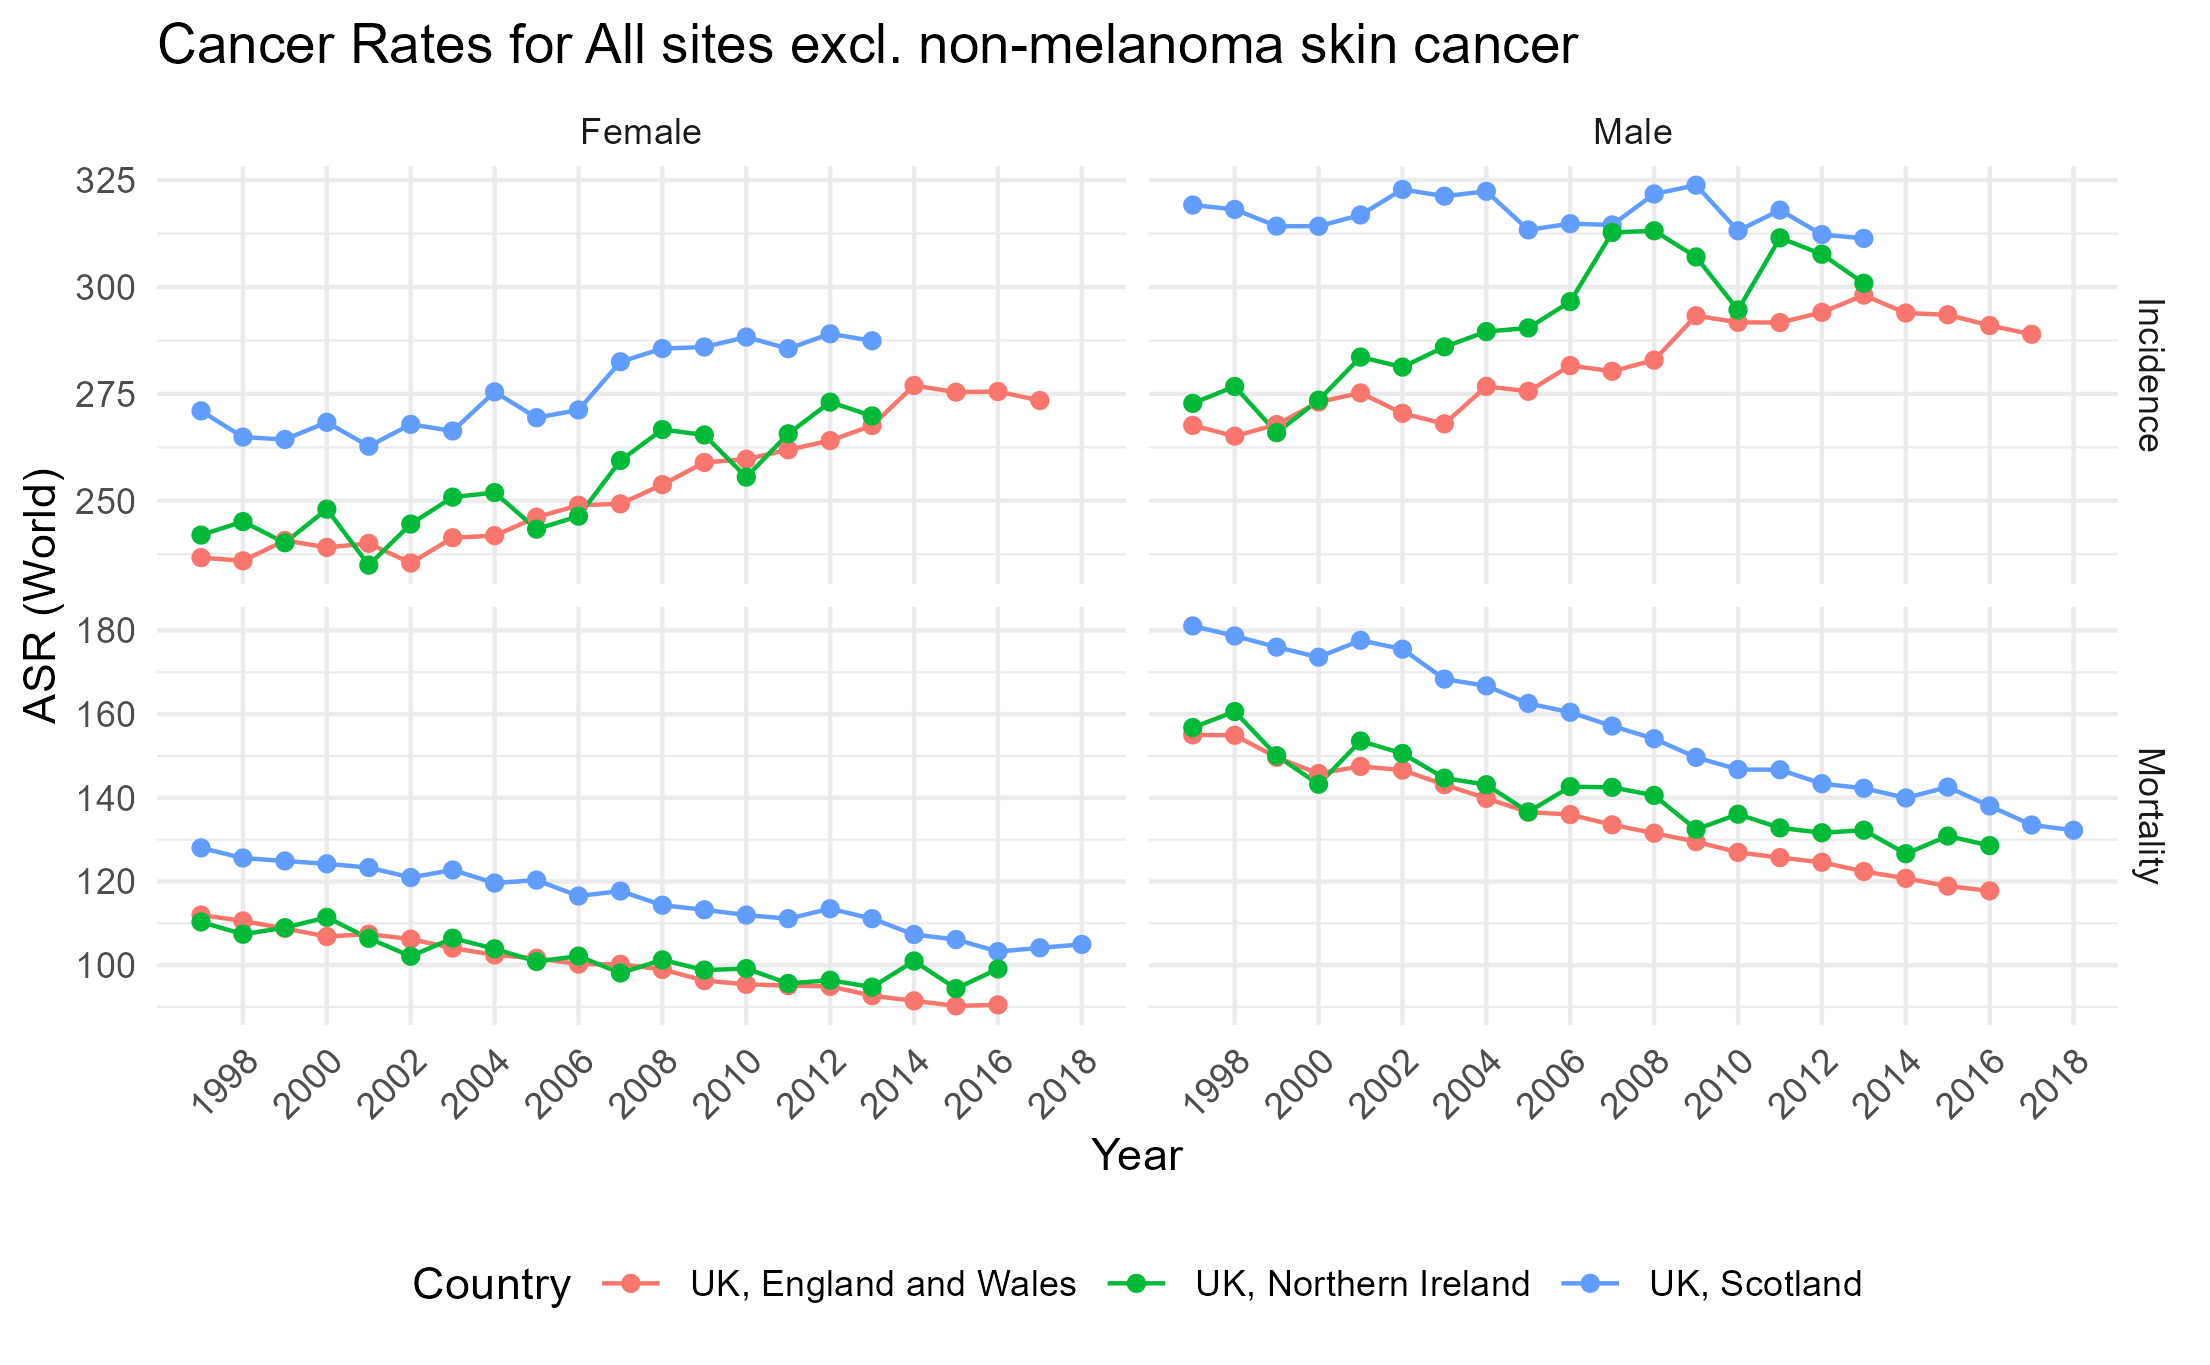 Cancer Rates for All sites excl. non-melanoma skin cancer
Female
Male
325
300
275
250
Incidence
180
160
140
120
100
Mortality
ASR (World)
1998 2000 2002 2004 2006 2008 2010 2012 2014 2016 2018
1998 2000 2002 2004 2006 2008 2010 2012 2014 2016 2018
Year
Country UK, England and Wales UK, Northern Ireland UK, Scotland